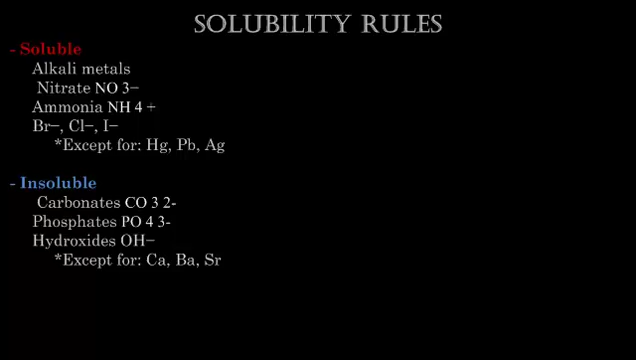 SOLUBILITY RULES
- Soluble
Alkali metals
Nitrate NO 3−
Ammonia NH 4 +
Br−, Cl−, I−
*Except for: Hg, Pb, Ag
- Insoluble
Carbonates CO 3 2-
Phosphates PO 4 3-
Hydroxides OH−
*Except for: Ca, Ba, Sr